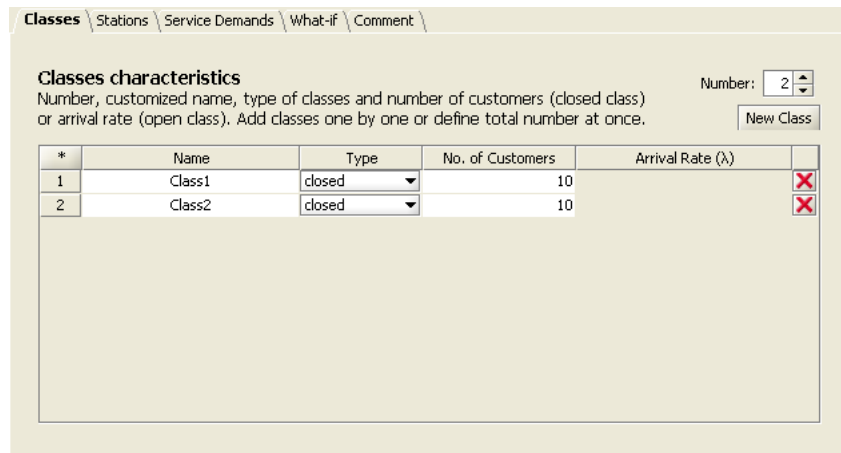 Classes \ Stations \ Service Demands \ What-if \ Comment \
Classes characteristics
Number, customized name, type of classes and number of customers (closed class)
or arrival rate (open class). Add classes one by one or define total number at once.
Number: 2
New Class
* Name Type No. of Customers Arrival Rate (λ)
1 Class1 closed 10
2 Class2 closed 10